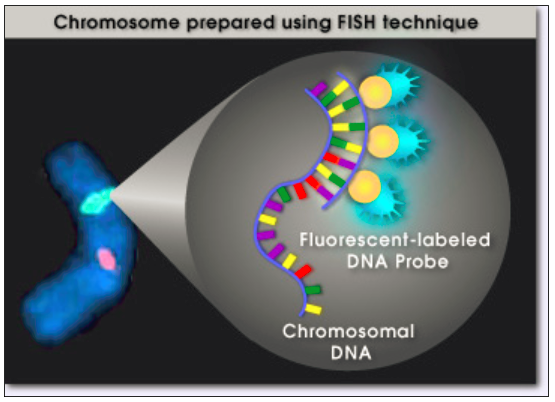 Chromosome prepared using FISH technique
Fluorescent-labeled
DNA Probe
Chromosomal
DNA